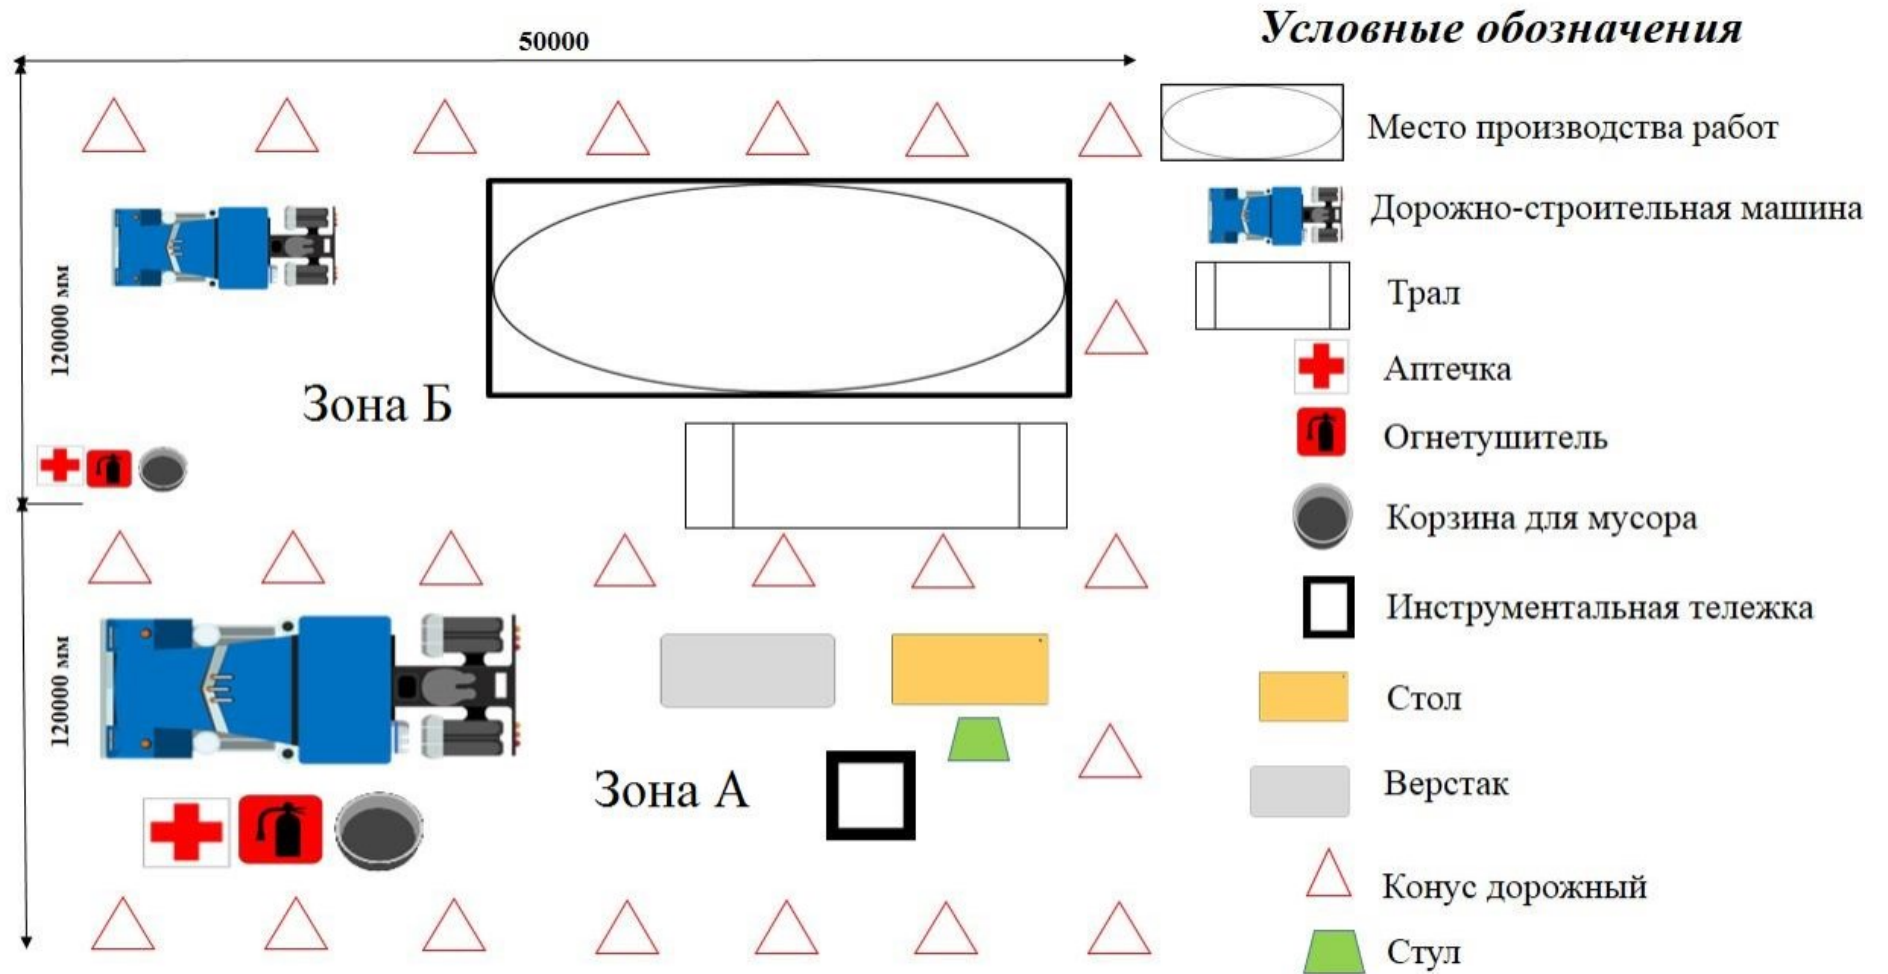 50000
Условные обозначения
Место производства работ
Дорожно-строительная машина
Трал
Аптечка
Огнетушитель
Корзина для мусора
Инструментальная тележка
Стол
Верстак
Конус дорожный
Стул
120000 мм
Зона Б
120000 мм
Зона А